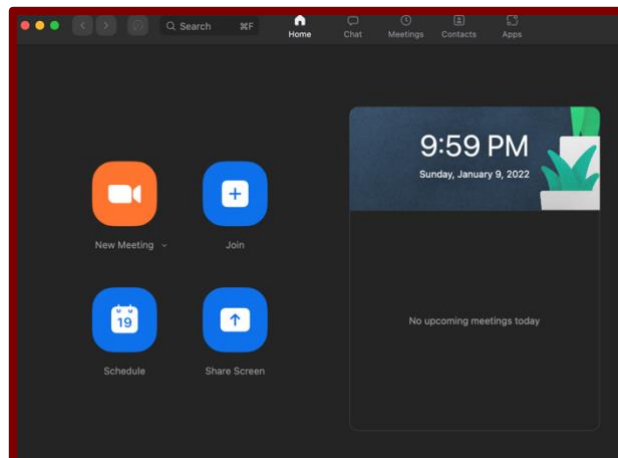 Search ⌘F
Home
Chat
Meetings
Contacts
Apps
9:59 PM
Sunday, January 9, 2022
New Meeting
Join
19
Schedule
Share Screen
No upcoming meetings today